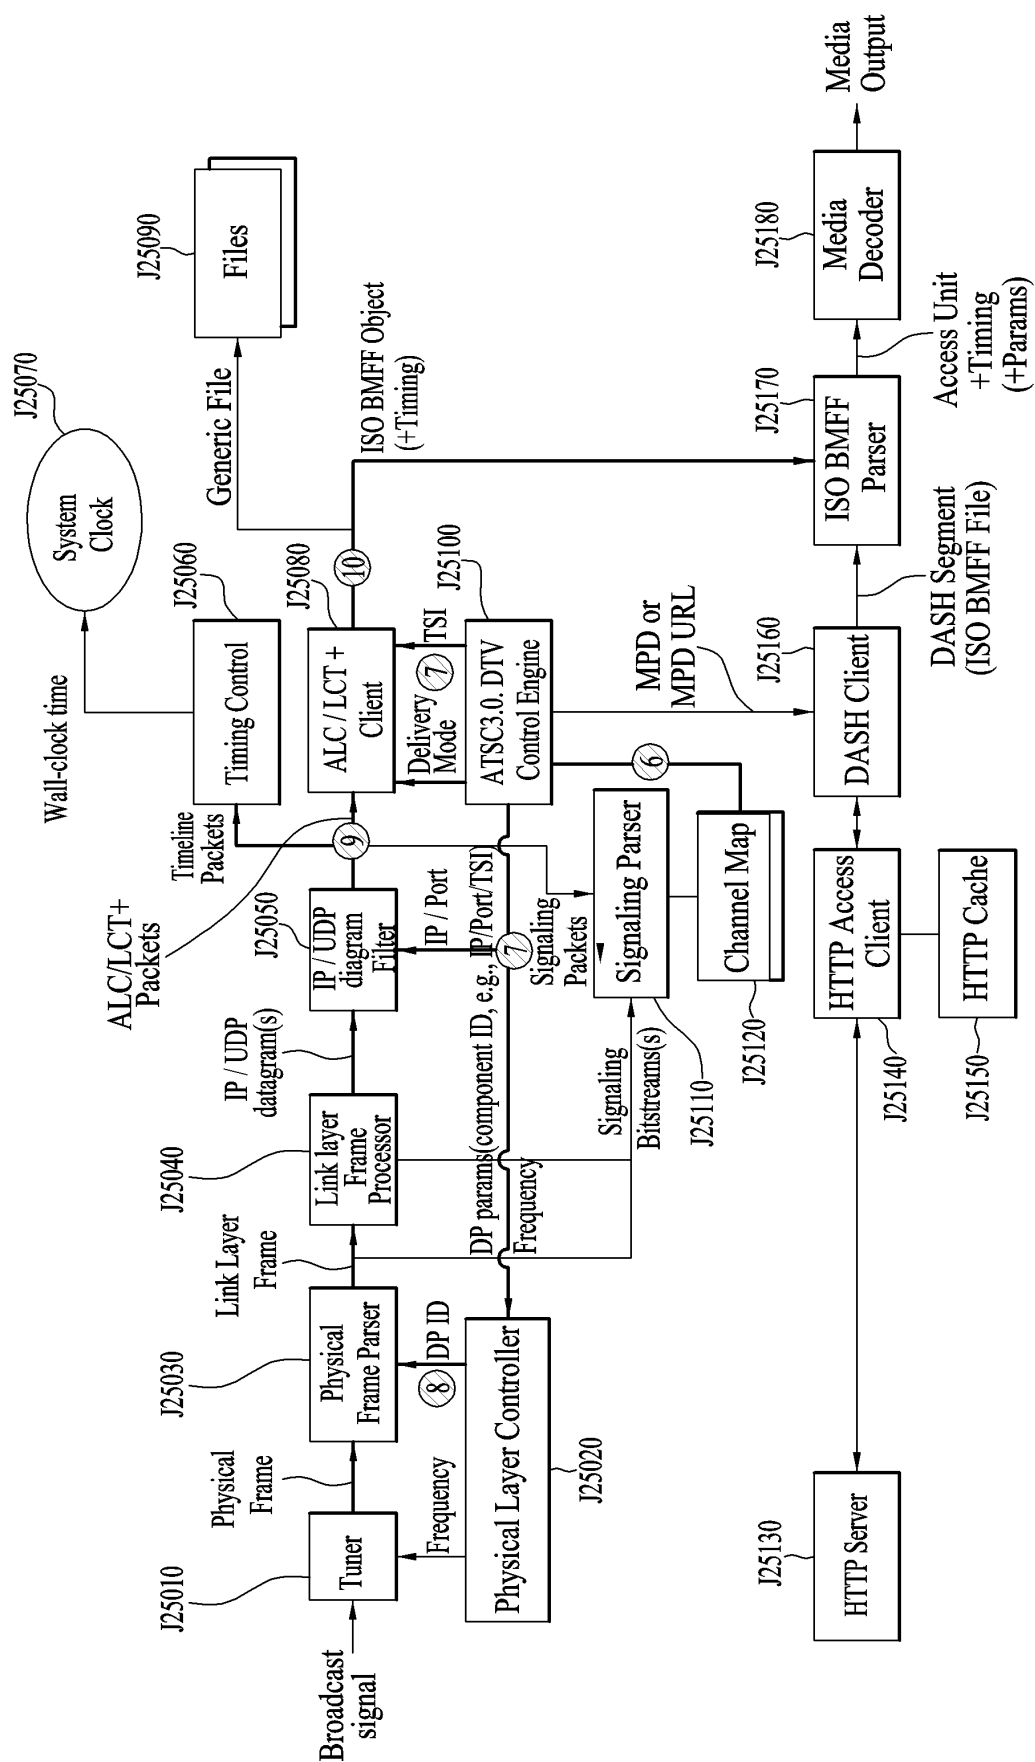 Broadcast
signal
J25010
Tuner
Physical
Frame
Frequency
J25030
Physical
Frame Parser
8
DP ID
Physical Layer Controller
J25020
Link Layer
Frame
J25040
Link layer
Frame
Processor
IP / UDP
datagram(s)
ALC/LCT+
Packets
J25050
IP / UDP
diagram
Filter
IP / Port
7
DP params(component ID, e.g., IP/Port/TSI)
Frequency
Timeline
Packets
9
Wall-clock time
Timing Control
J25060
System
Clock
J25070
ALC / LCT +
Client
J25080
Delivery
Mode
7
TSI
10
Generic File
Files
J25090
ISO BMFF Object
(+Timing)
ATSC3.0. DTV
Control Engine
J25100
Signaling
Packets
Signaling
Bitstreams(s)
Signaling Parser
J25110
6
Channel Map
J25120
MPD or
MPD URL
J25130
HTTP Server
HTTP Access
Client
J25140
HTTP Cache
J25150
DASH Client
J25160
DASH Segment
(ISO BMFF File)
ISO BMFF
Parser
J25170
Access Unit
+Timing
(+Params)
Media
Decoder
J25180
Media
Output